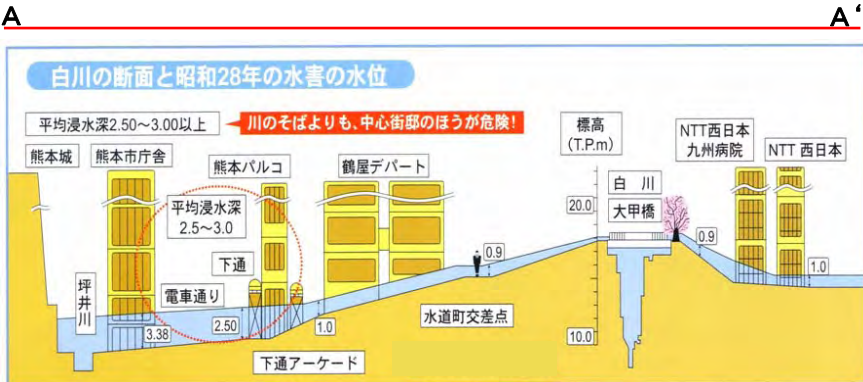 A
A‘
白川の断面と昭和28年の水害の水位
平均浸水深2.50～3.00以上
川のそばよりも、中心街邸のほうが危険!
標高
(T.P.m)
NTT西日本
九州病院
NTT 西日本
熊本城
熊本市庁舎
熊本パルコ
鶴屋デパート
平均浸水深
2.5～3.0
白 川
大甲橋
20.0
0.9
0.9
下通
1.0
坪井川
電車通り
3.38
2.50
1.0
水道町交差点
10.0
下通アーケード